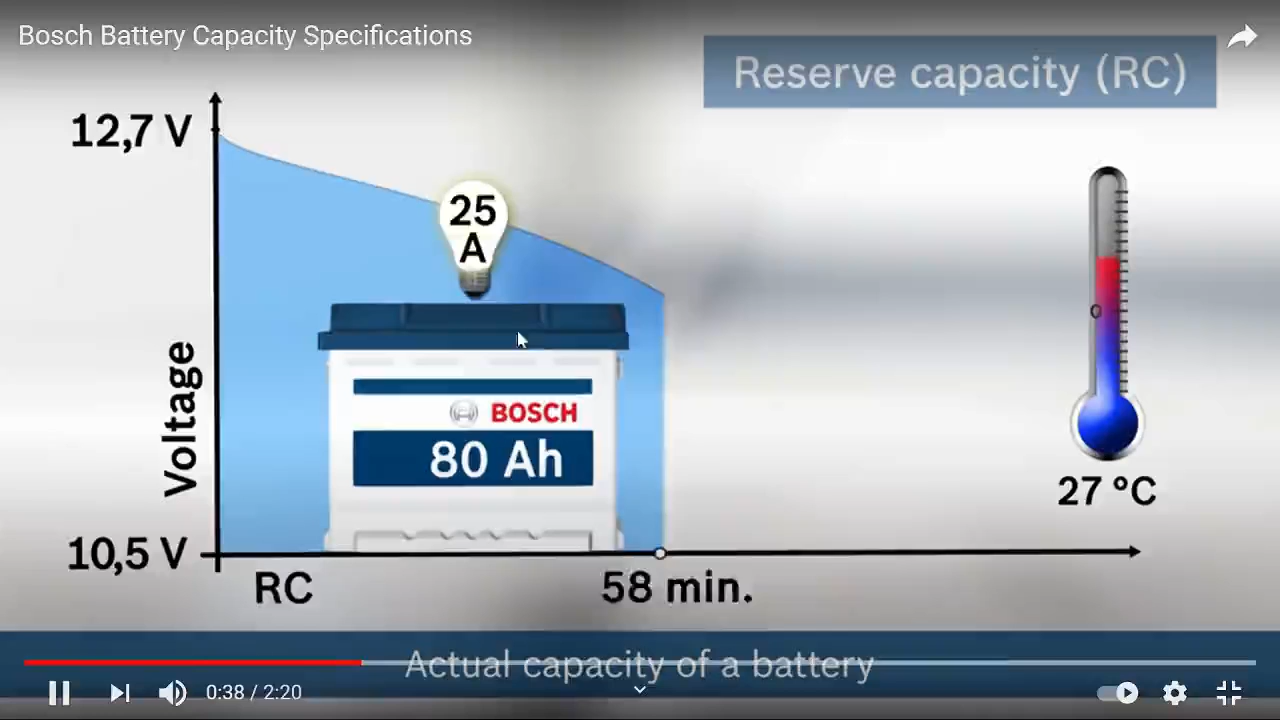 Bosch Battery Capacity Specifications
Reserve capacity (RC)
12,7 V
25
A
Voltage
BOSCH
80 Ah
27 °C
10,5 V
RC
58 min.
Actual capacity of a battery
0:38 / 2:20